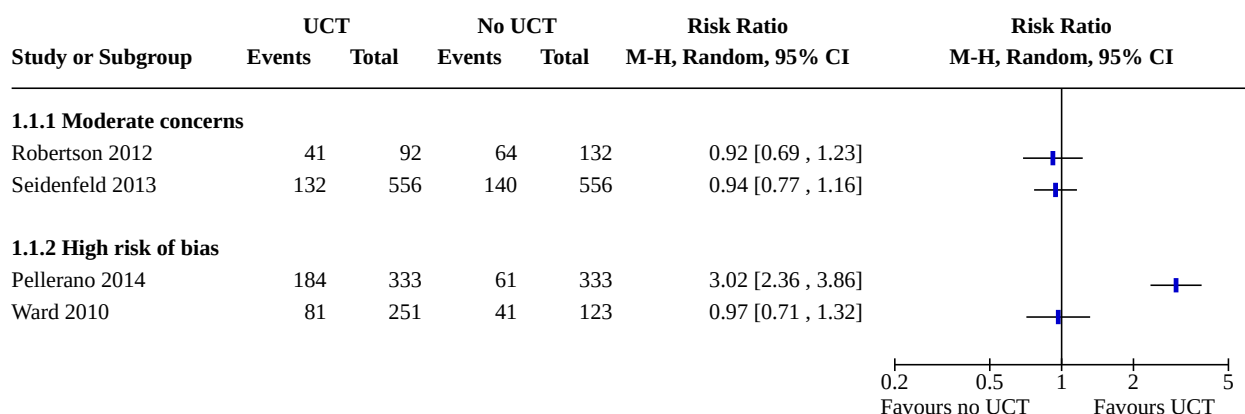 UCT No UCT Risk Ratio Risk Ratio
Study or Subgroup Events Total Events Total M-H, Random, 95% CI M-H, Random, 95% CI
1.1.1 Moderate concerns
Robertson 2012 41 92 64 132 0.92 [0.69 , 1.23]
Seidenfeld 2013 132 556 140 556 0.94 [0.77 , 1.16]
1.1.2 High risk of bias
Pellerano 2014 184 333 61 333 3.02 [2.36 , 3.86]
Ward 2010 81 251 41 123 0.97 [0.71 , 1.32]
0.2 0.5 1 2 5
Favours no UCT Favours UCT